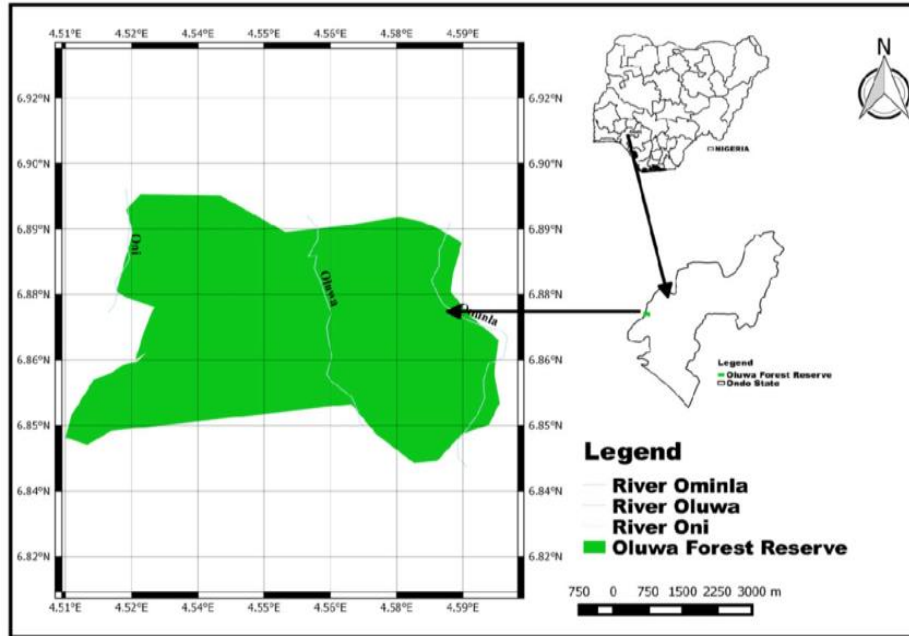 4.51°E 4.52°E 4.54°E 4.55°E 4.56°E 4.58°E 4.59°E
6.92°N 6.92°N
6.90°N 6.90°N
6.89°N 6.89°N
6.88°N 6.88°N
6.86°N 6.86°N
6.85°N 6.85°N
6.84°N 6.84°N
6.82°N 6.82°N
4.51°E 4.52°E 4.54°E 4.55°E 4.56°E 4.58°E 4.59°E
Oni
Oluwa
Ominla
N
NIGERIA
Legend
Oluwa Forest Reserve
Ondo State
Legend
River Ominla
River Oluwa
River Oni
Oluwa Forest Reserve
750 0 750 1500 2250 3000 m